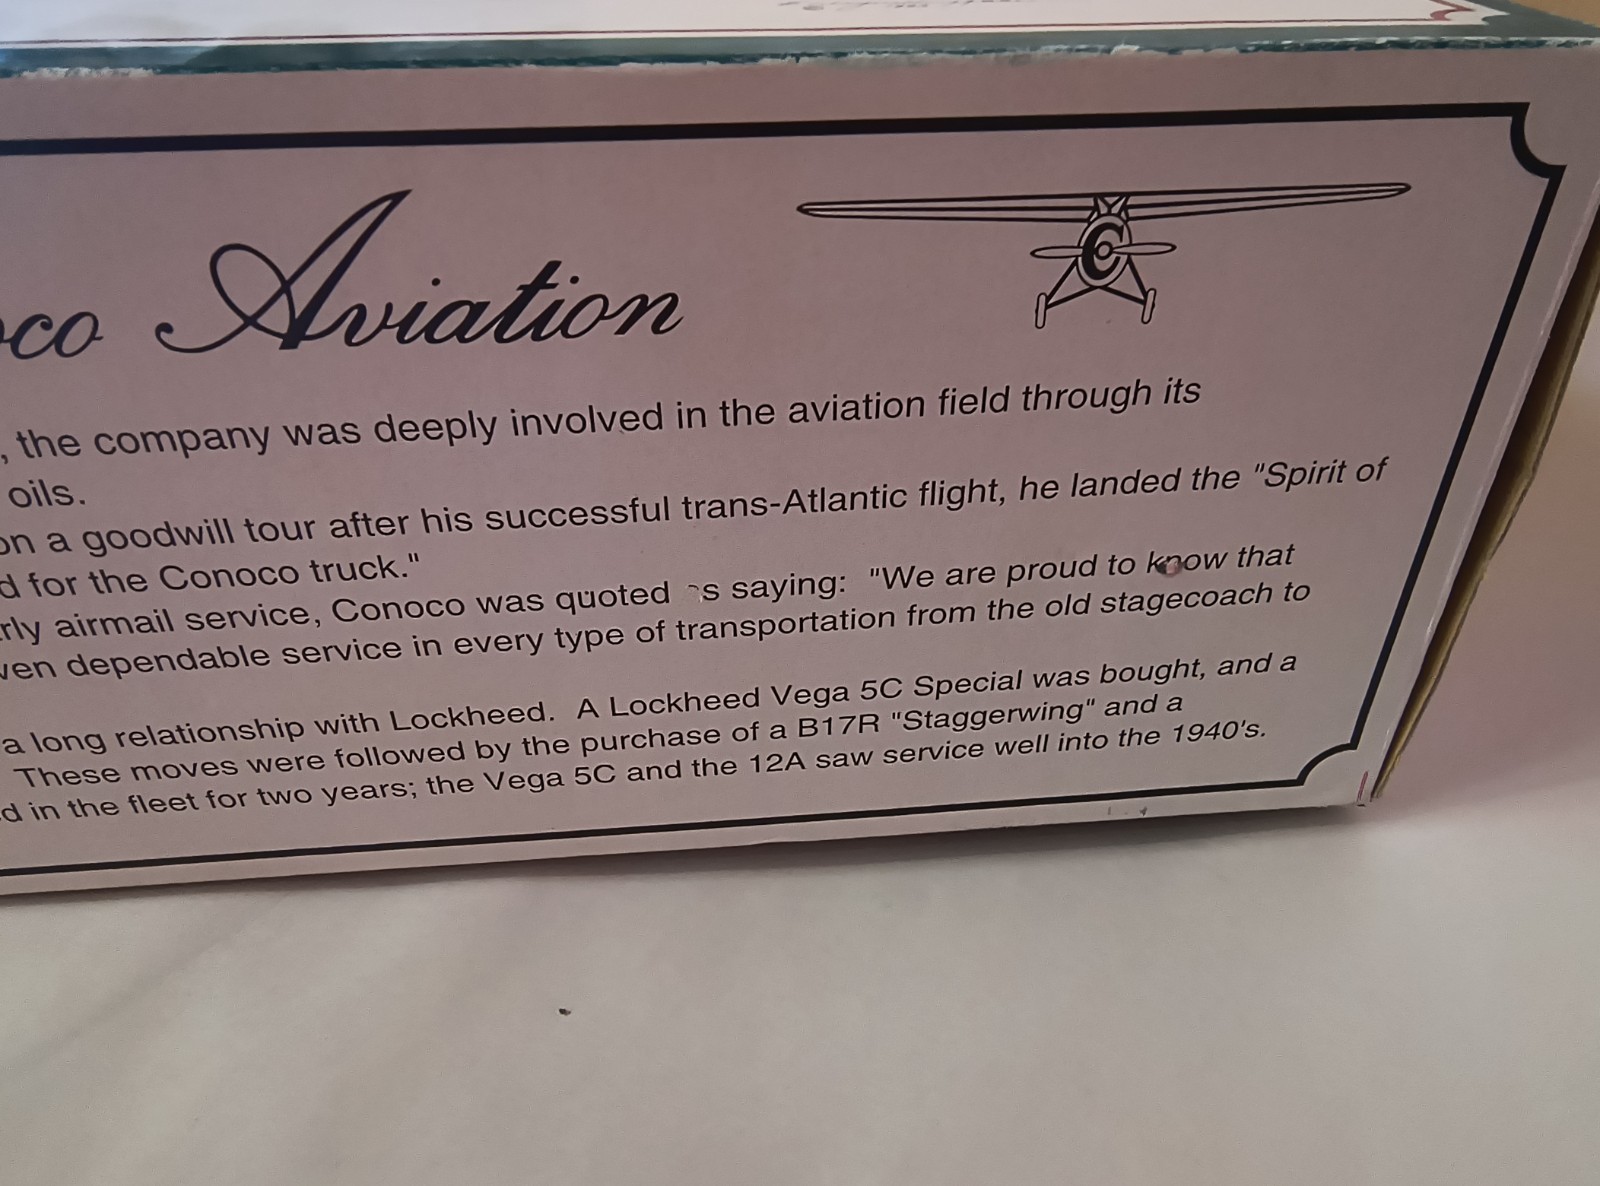 co Aviation
, the company was deeply involved in the aviation field through its
oils.
on a goodwill tour after his successful trans-Atlantic flight, he landed the "Spirit of
d for the Conoco truck."
rly airmail service, Conoco was quoted as saying: "We are proud to know that
ven dependable service in every type of transportation from the old stagecoach to
a long relationship with Lockheed. A Lockheed Vega 5C Special was bought, and a
These moves were followed by the purchase of a B17R "Staggerwing" and a
d in the fleet for two years; the Vega 5C and the 12A saw service well into the 1940's.
C